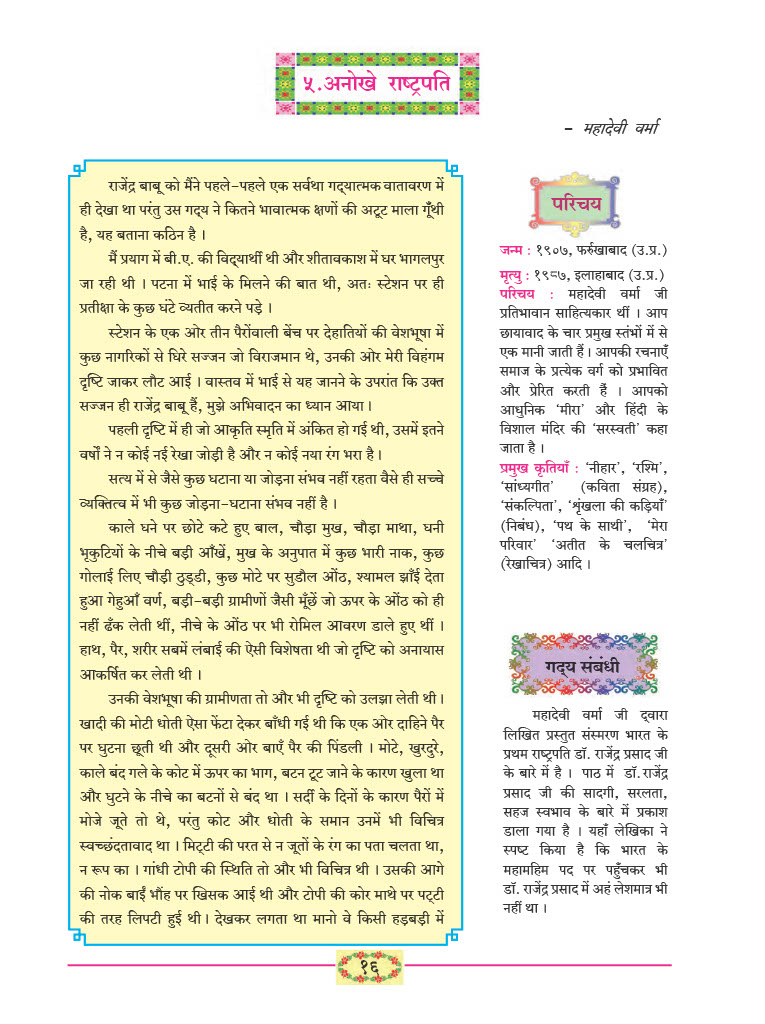 ५.अनोखे राष्ट्रपति
– महादेवी वर्मा
राजेंद्र बाबू को मैंने पहले-पहले एक सर्वथा गद्‌यात्मक वातावरण में
ही देखा था परंतु उस गद्‌य ने कितने भावात्मक क्षणों की अटूट माला गूँथी
है, यह बताना कठिन है ।
मैं प्रयाग में बी.ए. की विद्‌यार्थी थी और शीतावकाश में घर भागलपुर
जा रही थी । पटना में भाई के मिलने की बात थी, अतः स्टेशन पर ही
प्रतीक्षा के कुछ घंटे व्यतीत करने पड़े ।
स्टेशन के एक ओर तीन पैरोंवाली बेंच पर देहातियों की वेशभूषा में
कुछ नागरिकों से घिरे सज्जन जो विराजमान थे, उनकी ओर मेरी विहंगम
दृष्टि जाकर लौट आई । वास्तव में भाई से यह जानने के उपरांत कि उक्त
सज्जन ही राजेंद्र बाबू हैं, मुझे अभिवादन का ध्यान आया ।
पहली दृष्टि में ही जो आकृति स्मृति में अंकित हो गई थी, उसमें इतने
वर्षों ने न कोई नई रेखा जोड़ी है और न कोई नया रंग भरा है ।
सत्य में से जैसे कुछ घटाना या जोड़ना संभव नहीं रहता वैसे ही सच्चे
व्यक्तित्व में भी कुछ जोड़ना-घटाना संभव नहीं है ।
काले घने पर छोटे कटे हुए बाल, चौड़ा मुख, चौड़ा माथा, घनी
भृकुटियों के नीचे बड़ी आँखें, मुख के अनुपात में कुछ भारी नाक, कुछ
गोलाई लिए चौड़ी ठुड्‌डी, कुछ मोटे पर सुडौल ओंठ, श्यामल झाँई देता
हुआ गेहुआँ वर्ण, बड़ी-बड़ी ग्रामीणों जैसी मूँछें जो ऊपर के ओंठ को ही
नहीं ढँक लेती थीं, नीचे के ओंठ पर भी रोमिल आवरण डाले हुए थीं ।
हाथ, पैर, शरीर सबमें लंबाई की ऐसी विशेषता थी जो दृष्टि को अनायास
आकर्षित कर लेती थी ।
उनकी वेशभूषा की ग्रामीणता तो और भी दृष्टि को उलझा लेती थी ।
खादी की मोटी धोती ऐसा फेंटा देकर बाँधी गई थी कि एक ओर दाहिने पैर
पर घुटना छूती थी और दूसरी ओर बाएँ पैर की पिंडली । मोटे, खुरदुरे,
काले बंद गले के कोट में ऊपर का भाग, बटन टूट जाने के कारण खुला था
और घुटने के नीचे का बटनों से बंद था । सर्दी के दिनों के कारण पैरों में
मोजे जूते तो थे, परंतु कोट और धोती के समान उनमें भी विचित्र
स्वच्छंदतावाद था । मिट्‌टी की परत से न जूतों के रंग का पता चलता था,
न रूप का । गांधी टोपी की स्थिति तो और भी विचित्र थी । उसकी आगे
की नोक बाईं भौंह पर खिसक आई थी और टोपी की कोर माथे पर पट्‌टी
की तरह लिपटी हुई थी । देखकर लगता था मानो वे किसी हड़बड़ी में
परिचय
जन्म : १९०७, फर्रुखाबाद (उ.प्र.)
मृत्यु : १९८७, इलाहाबाद (उ.प्र.)
परिचय : महादेवी वर्मा जी
प्रतिभावान साहित्यकार थीं । आप
छायावाद के चार प्रमुख स्तंभों में से
एक मानी जाती हैं । आपकी रचनाएँ
समाज के प्रत्येक वर्ग को प्रभावित
और प्रेरित करती हैं । आपको
आधुनिक ‘मीरा’ और हिंदी के
विशाल मंदिर की ‘सरस्वती’ कहा
जाता है ।
प्रमुख कृतियाँ : ‘नीहार’, ‘रश्मि’,
‘सांध्यगीत’ (कविता संग्रह),
‘संकल्पिता’, ‘शृंखला की कड़ियाँ’
(निबंध), ‘पथ के साथी’, ‘मेरा
परिवार’ ‘अतीत के चलचित्र’
(रेखाचित्र) आदि ।
गद्‌य संबंधी
महादेवी वर्मा जी द्‌वारा
लिखित प्रस्तुत संस्मरण भारत के
प्रथम राष्ट्रपति डॉ. राजेंद्र प्रसाद जी
के बारे में है । पाठ में डॉ.राजेंद्र
प्रसाद जी की सादगी, सरलता,
सहज स्वभाव के बारे में प्रकाश
डाला गया है । यहाँ लेखिका ने
स्पष्ट किया है कि भारत के
महामहिम पद पर पहुँचकर भी
डॉ. राजेंद्र प्रसाद में अहं लेशमात्र भी
नहीं था ।
१६